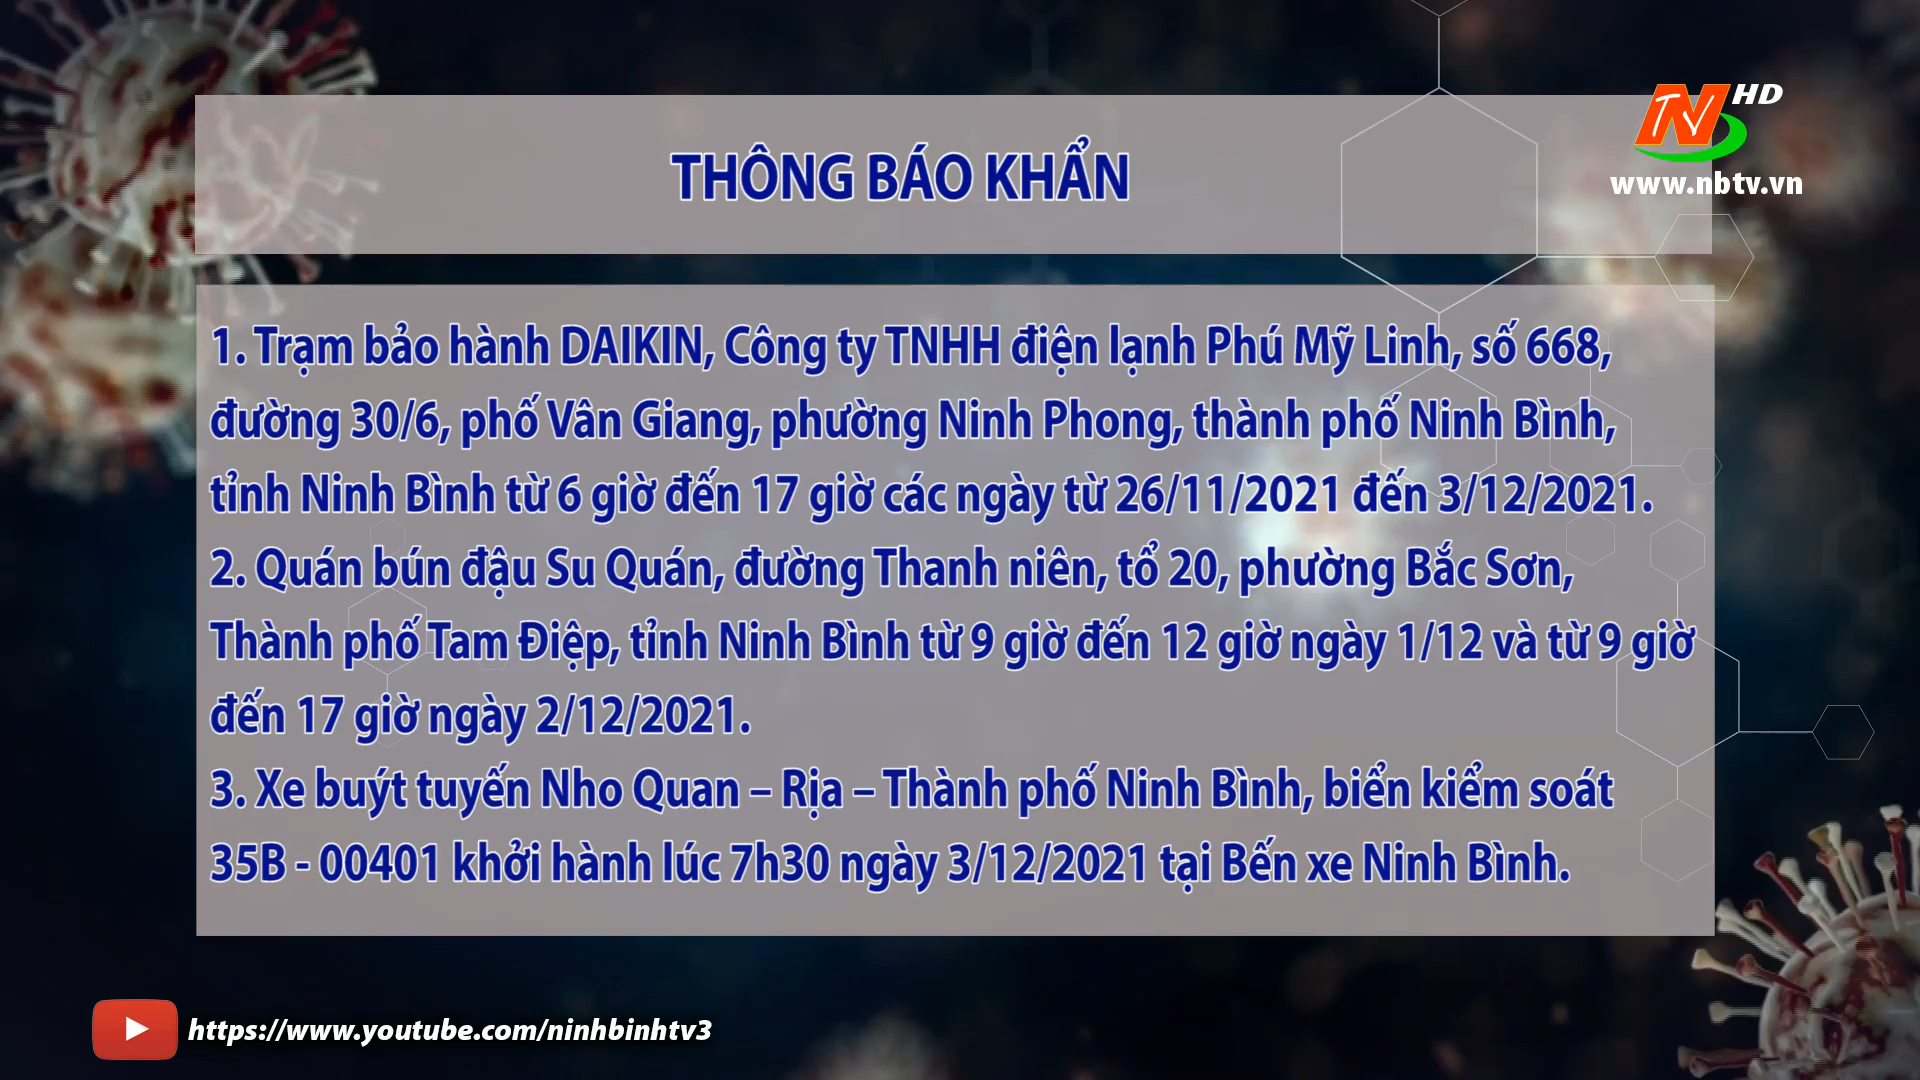 TV N HD
www.nbtv.vn
THÔNG BÁO KHẨN
1. Trạm bảo hành DAIKIN, Công ty TNHH điện lạnh Phú Mỹ Linh, số 668,
đường 30/6, phố Vân Giang, phường Ninh Phong, thành phố Ninh Bình,
tỉnh Ninh Bình từ 6 giờ đến 17 giờ các ngày từ 26/11/2021 đến 3/12/2021.
2. Quán bún đậu Su Quán, đường Thanh niên, tổ 20, phường Bắc Sơn,
Thành phố Tam Điệp, tỉnh Ninh Bình từ 9 giờ đến 12 giờ ngày 1/12 và từ 9 giờ
đến 17 giờ ngày 2/12/2021.
3. Xe buýt tuyến Nho Quan – Rịa – Thành phố Ninh Bình, biển kiểm soát
35B - 00401 khởi hành lúc 7h30 ngày 3/12/2021 tại Bến xe Ninh Bình.
https://www.youtube.com/ninhbinhtv3